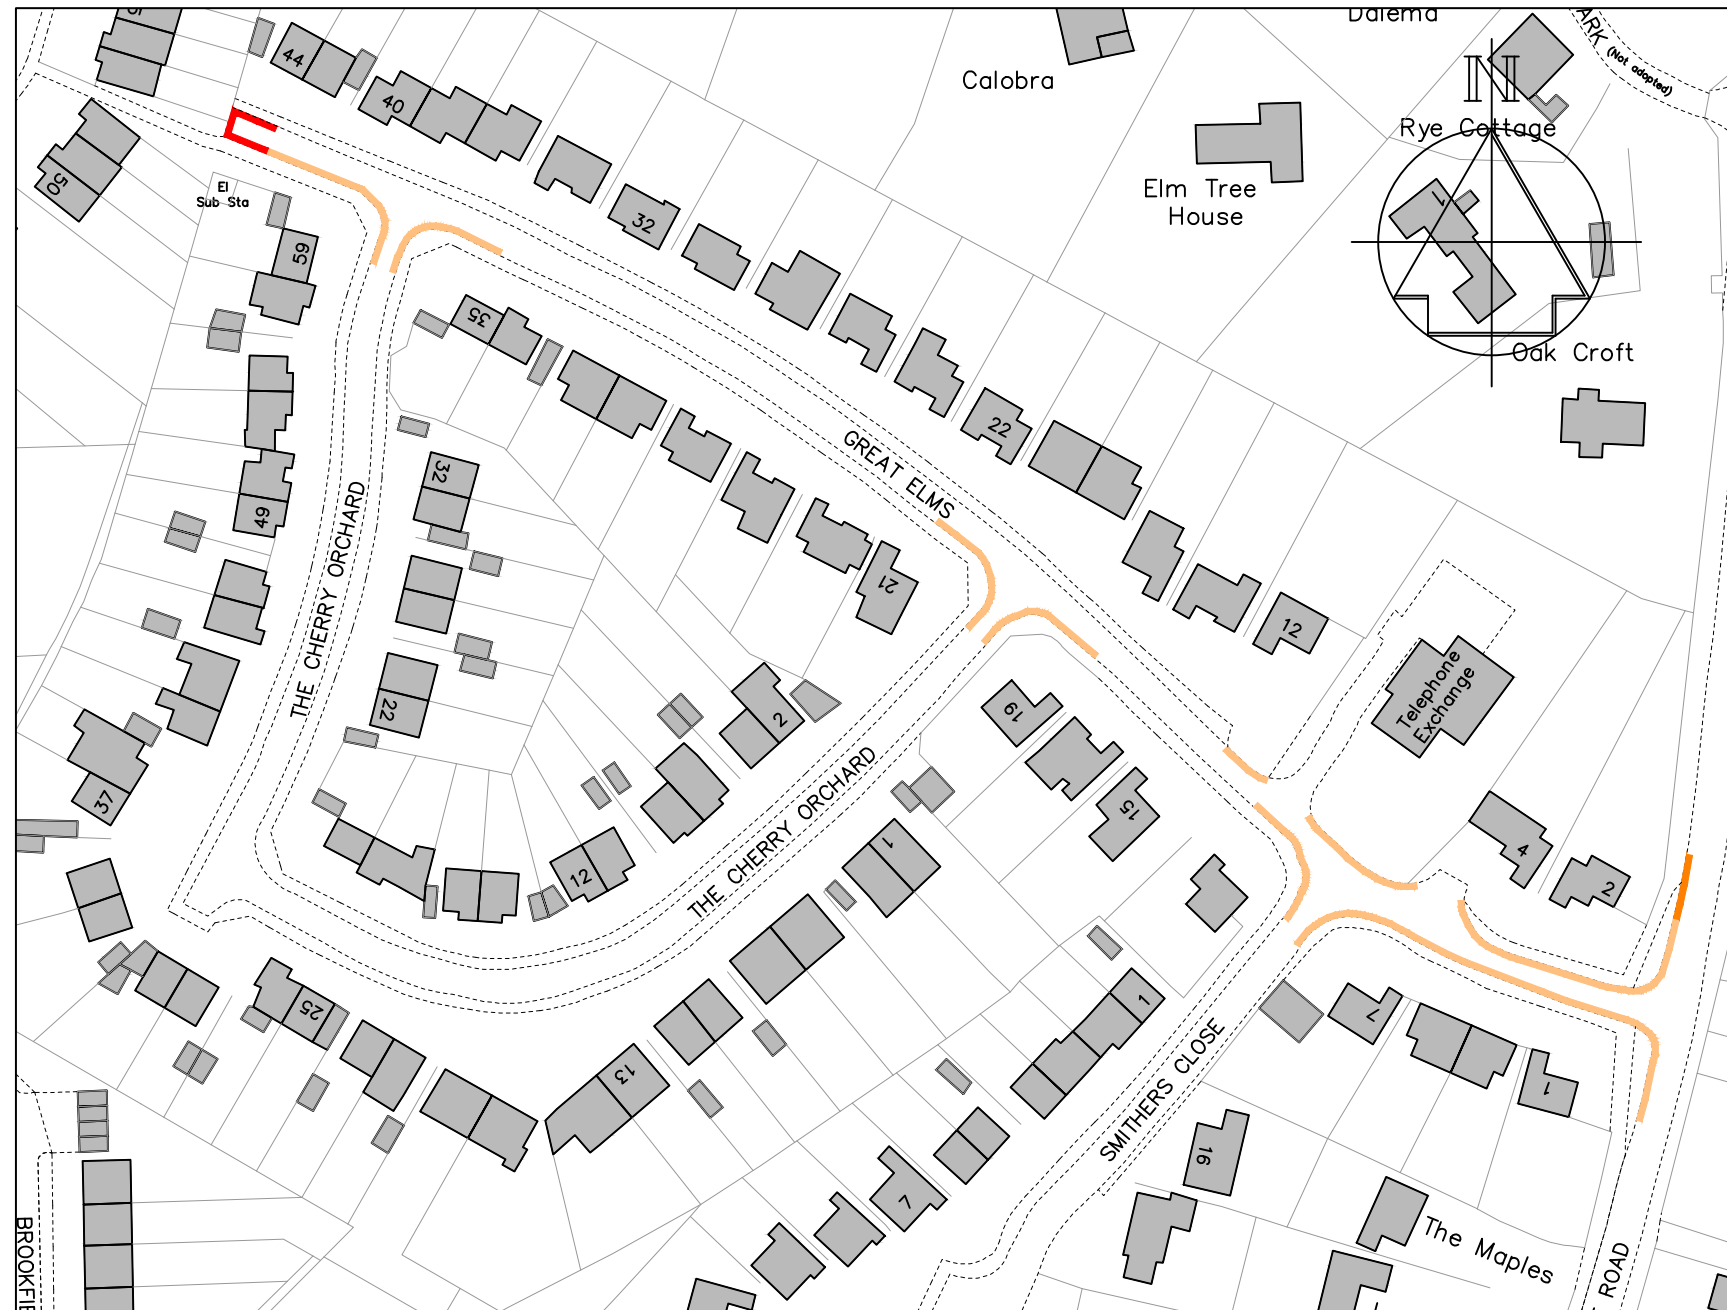 Dalema
ARK (Not adopted)
44
Calobra
40
N
Rye Cottage
50
El
Sub Sta
Elm Tree
House
32
59
35
Oak Croft
22
GREAT ELMS
32
49
THE CHERRY ORCHARD
21
12
Telephone
Exchange
22
2
19
37
THE CHERRY ORCHARD
15
1
4
2
12
25
1
7
SMITHERS CLOSE
13
1
16
7
The Maples
BROOKFIE
ROAD